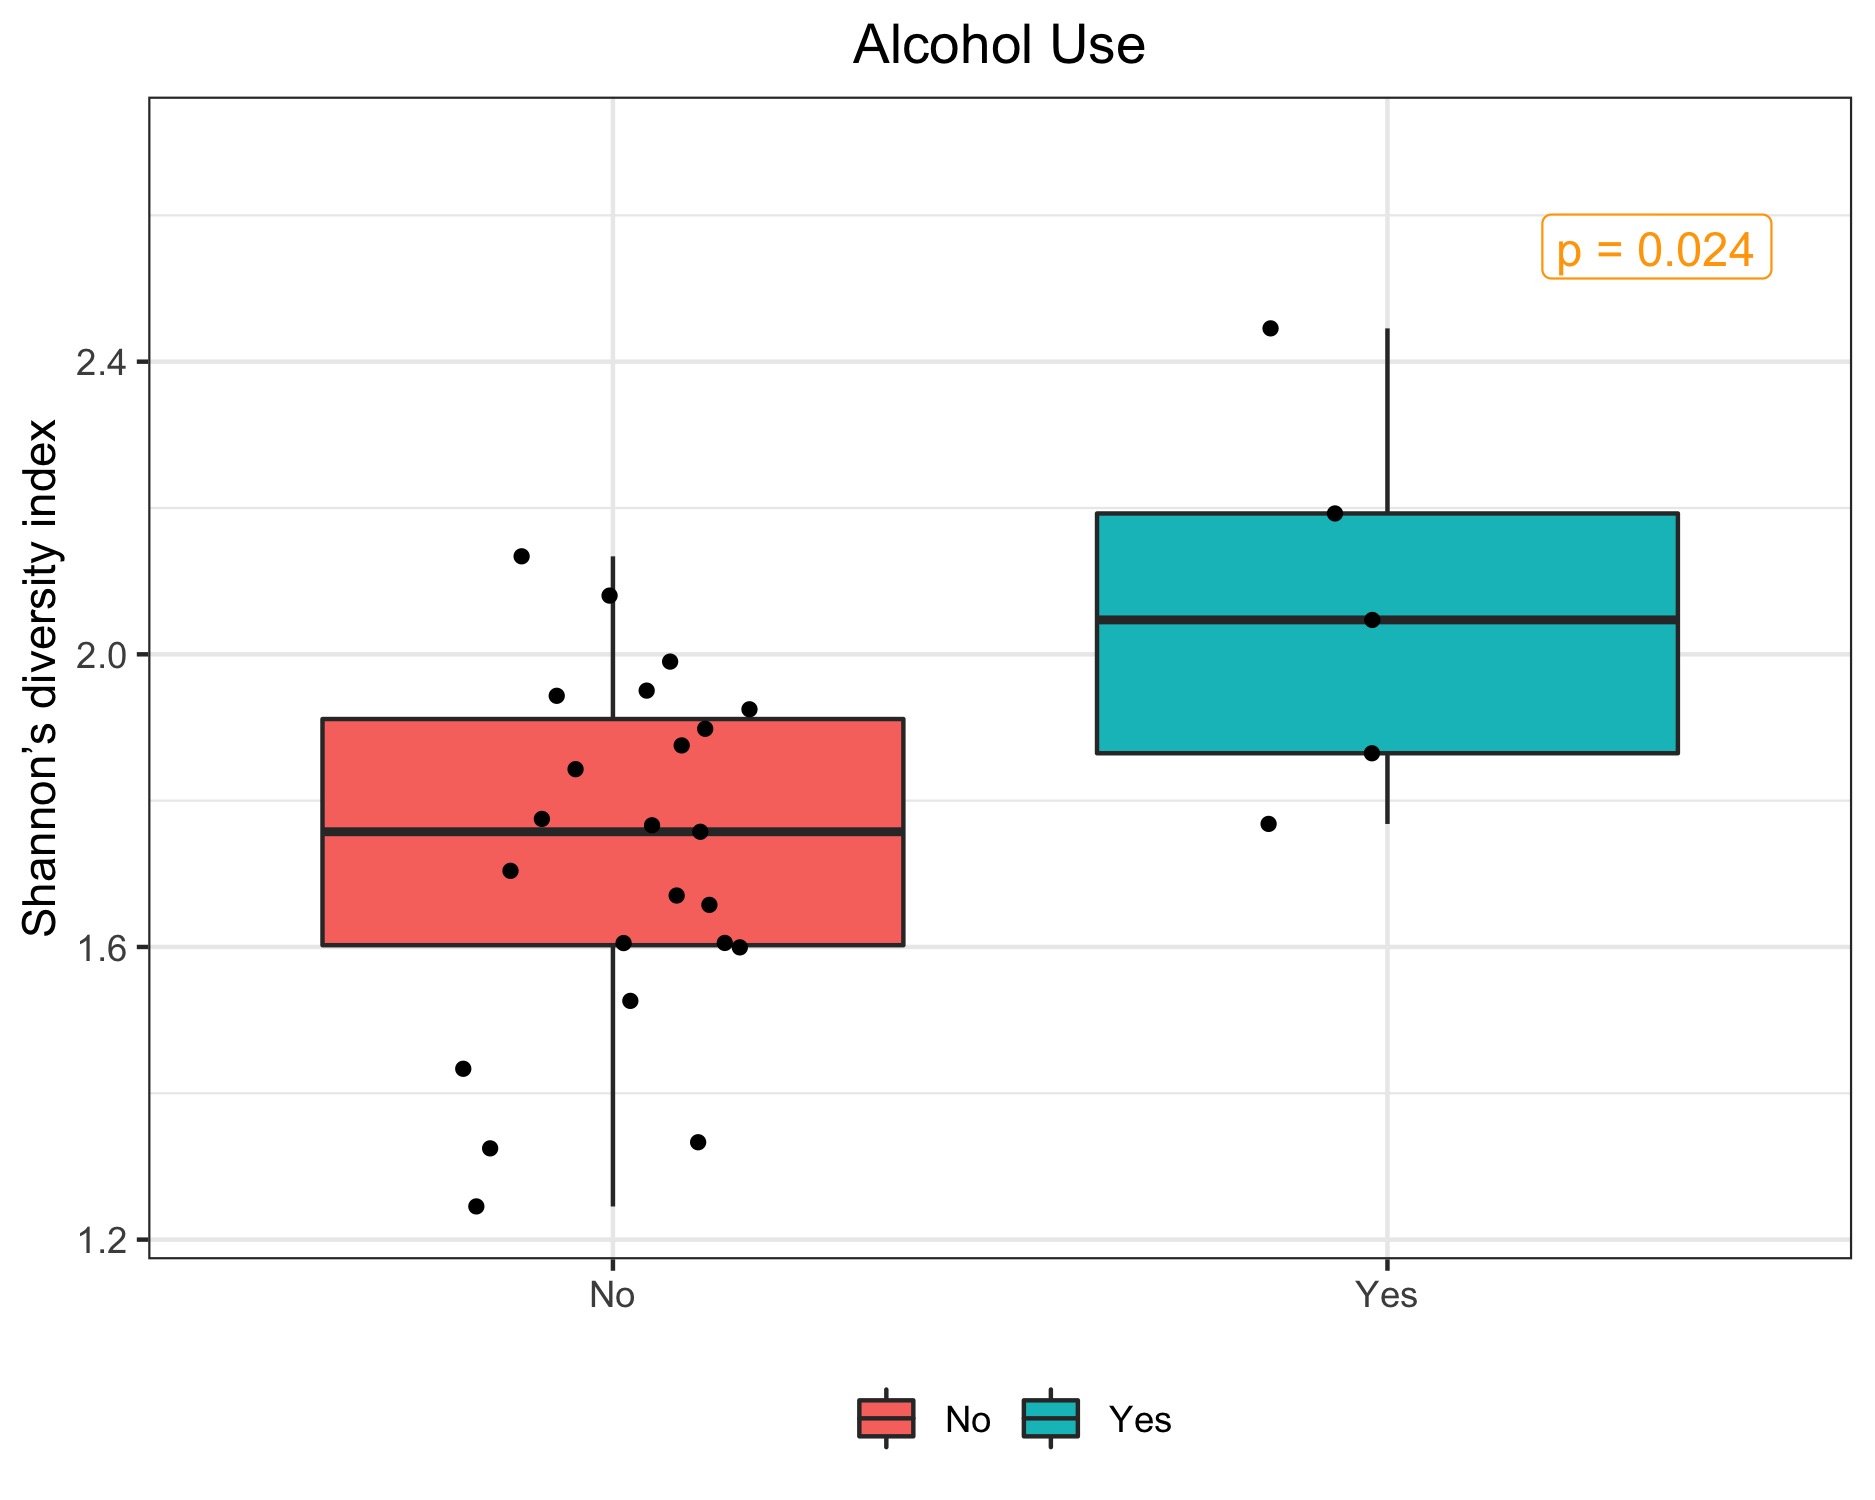 Alcohol Use
p = 0.024
2.4
2.0
1.6
1.2
Shannon’s diversity index
No
Yes
No
Yes